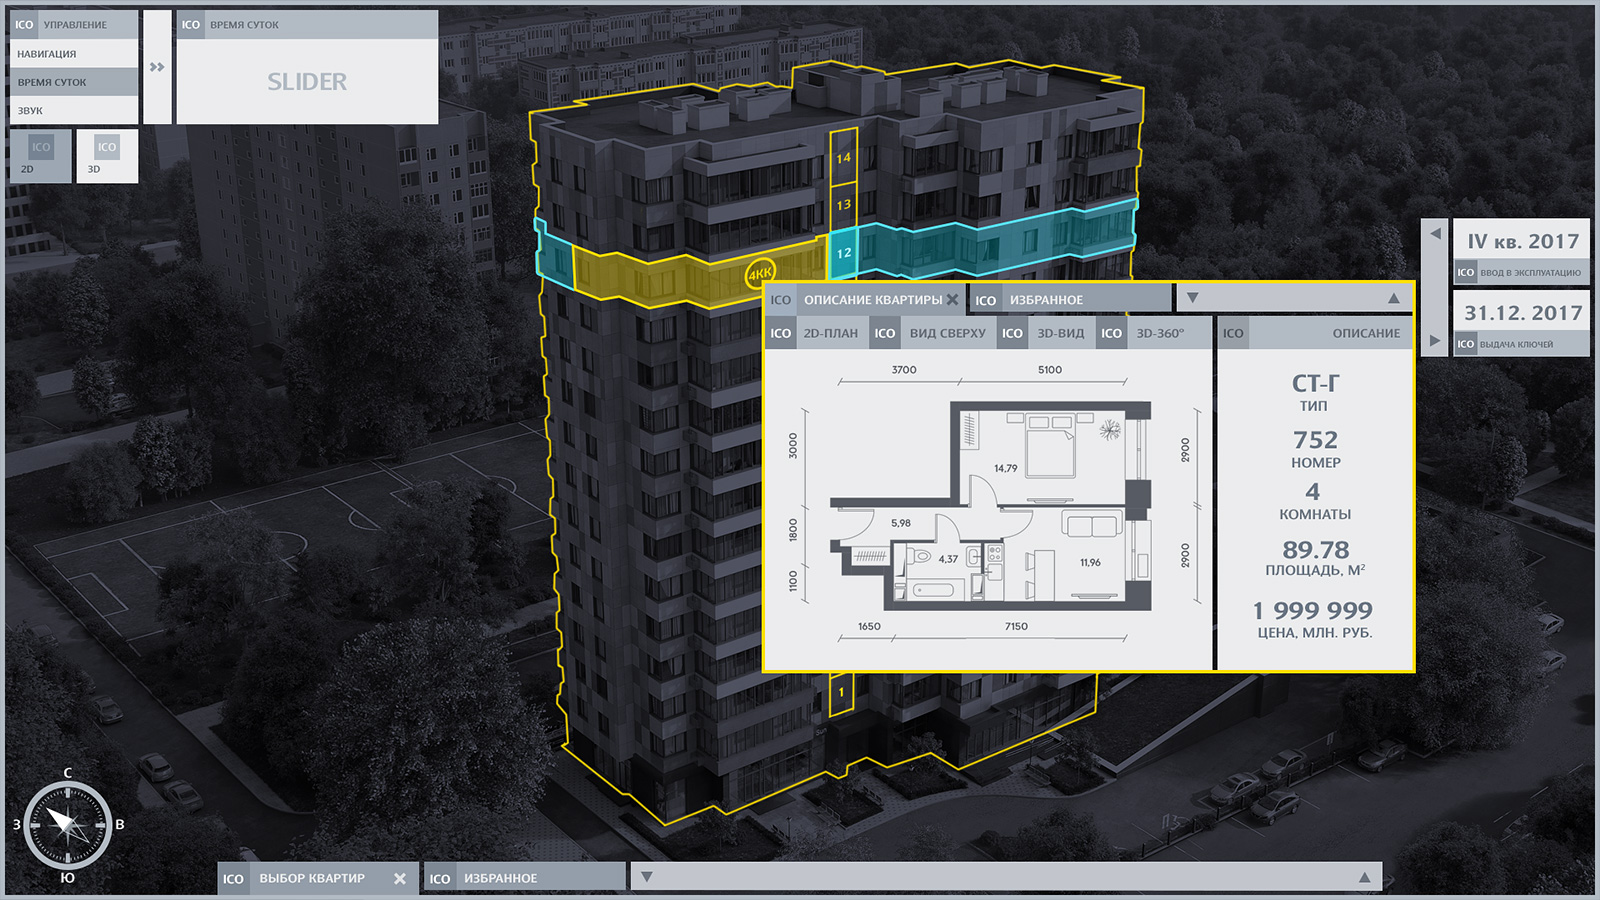 ICO УПРАВЛЕНИЕ
НАВИГАЦИЯ
ВРЕМЯ СУТОК
ЗВУК
ICO ВРЕМЯ СУТОК
SLIDER
ICO
2D
ICO
3D
14
13
12
4КК
1
IV кв. 2017
ICO ВВОД В ЭКСПЛУАТАЦИЮ
31.12. 2017
ICO ВЫДАЧА КЛЮЧЕЙ
ICO ОПИСАНИЕ КВАРТИРЫ
ICO ИЗБРАННОЕ
ICO 2D-ПЛАН
ICO ВИД СВЕРХУ
ICO 3D-ВИД
ICO 3D-360°
ICO ОПИСАНИЕ
3700 5100
3000
1800
1100
2900
2900
14,79
5,98
4,37
11,96
1650 7150
СТ-Г
ТИП
752
НОМЕР
4
КОМНАТЫ
89.78
ПЛОЩАДЬ, М²
1 999 999
ЦЕНА, МЛН. РУБ.
С
З
В
Ю
ICO ВЫБОР КВАРТИР
ICO ИЗБРАННОЕ